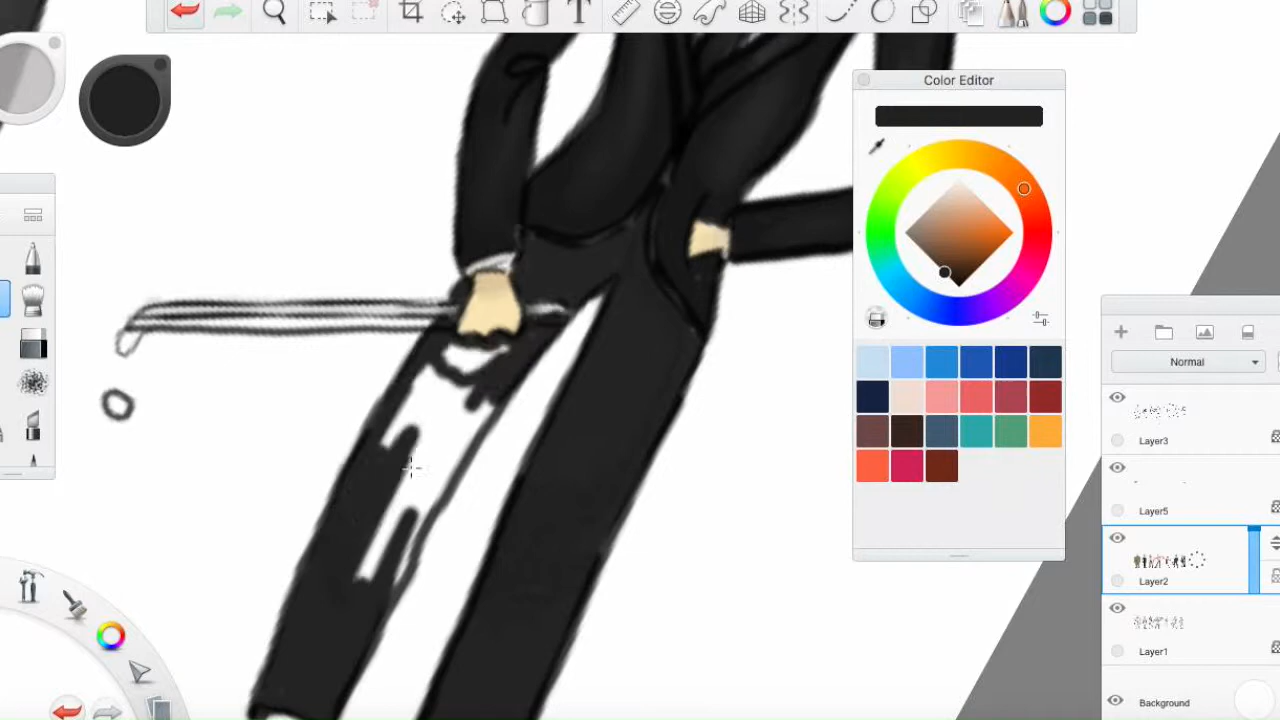 T
Color Editor
Normal
Layer3
Layer5
Layer2
Layer1
Background